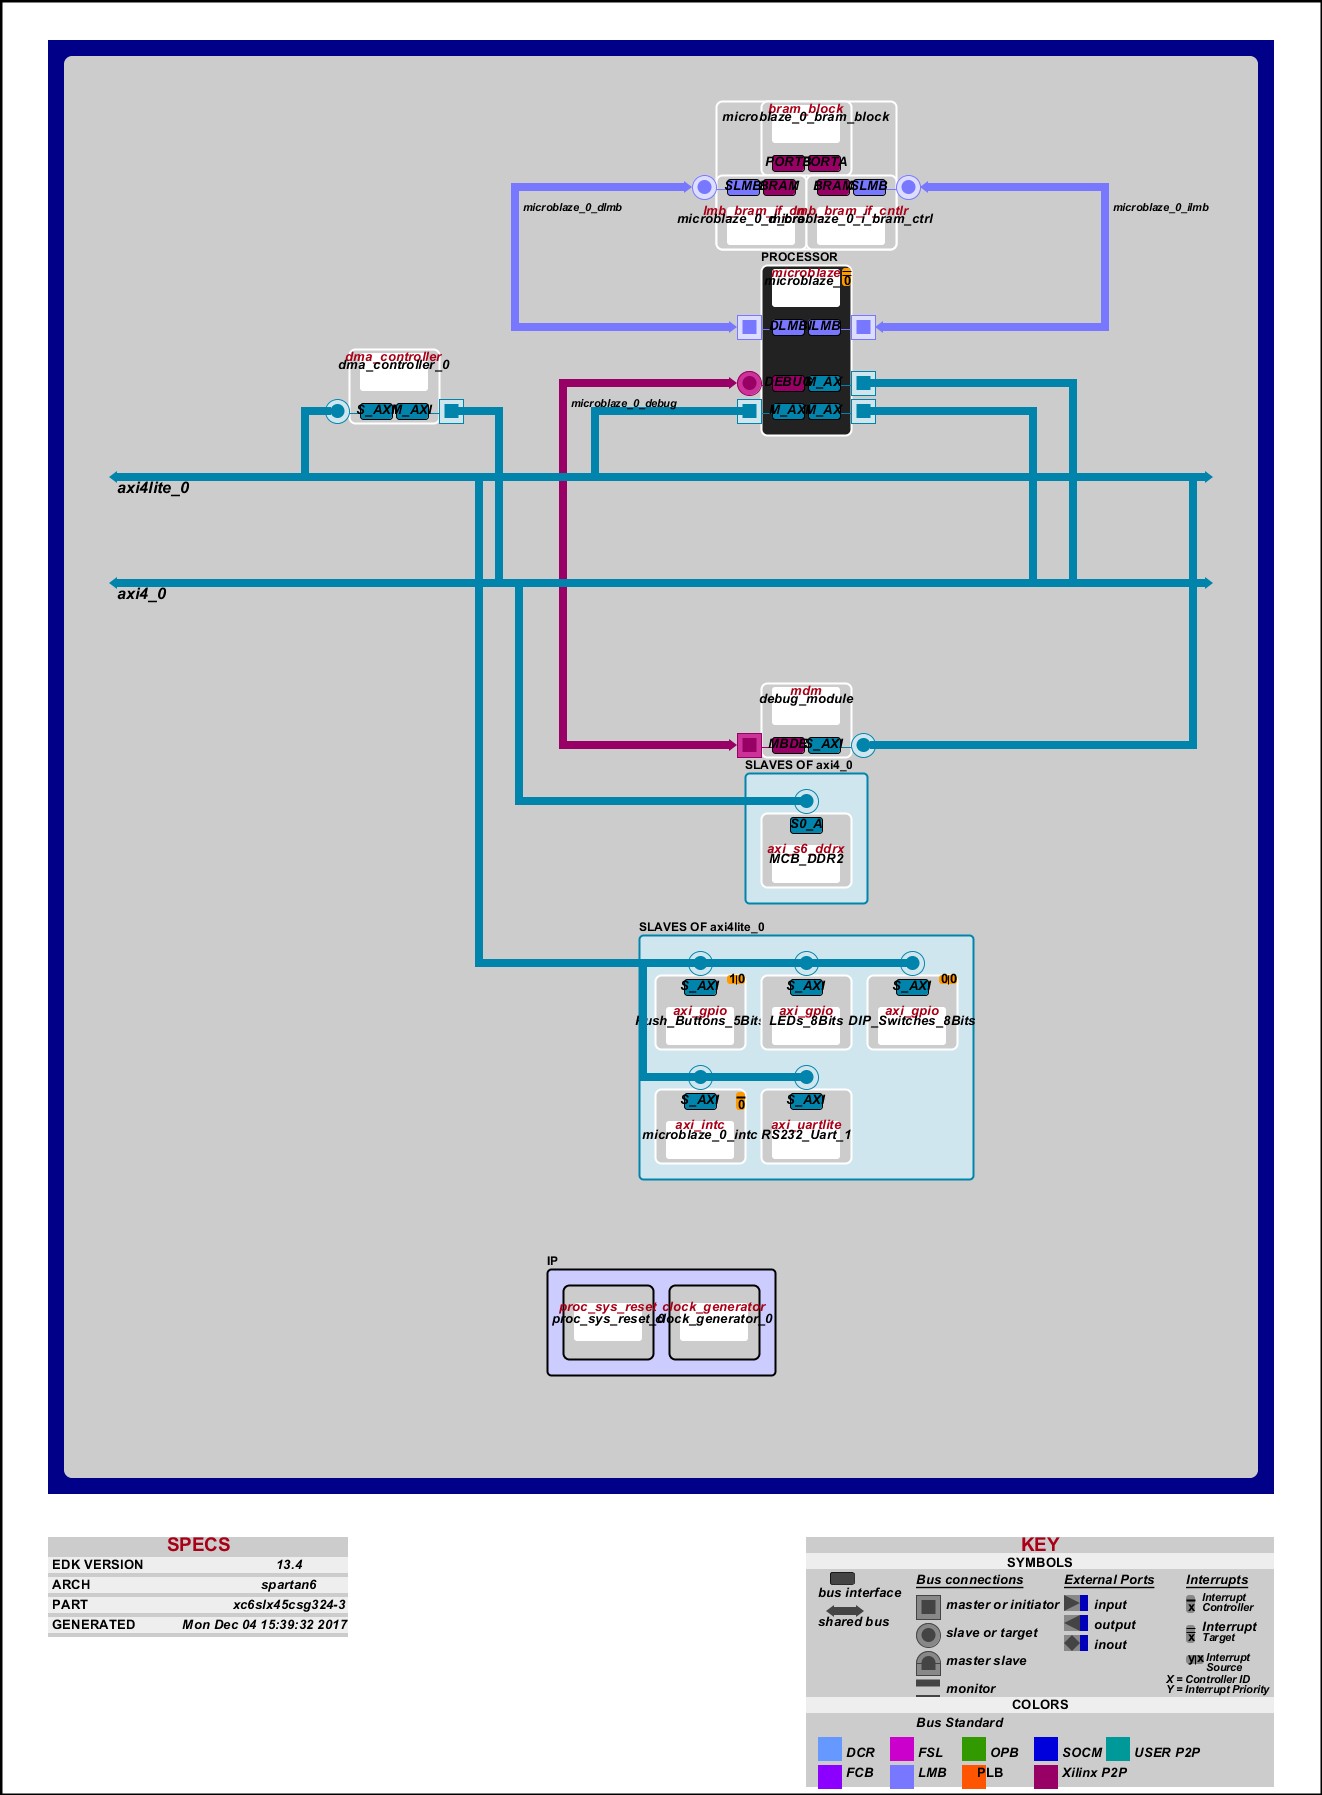 bram_block
microblaze_0_bram_block
PORTA
SLMB BRAM BRAM SLMB
microblaze_0_dlmb
microblaze_0_ilmb
lmb_bram_if_cntlr
microblaze_0_i_bram_ctrl
PROCESSOR
microblaze
microblaze_0
DLMB ILMB
dma_controller
dma_controller_0
S_AXI M_AXI
DEBUG M_AX
microblaze_0_debug
M_AX M_AX
axi4lite_0
axi4_0
mdm
debug_module
S_AXI
SLAVES OF axi4_0
S0_A
axi_s6_ddrx
MCB_DDR2
SLAVES OF axi4lite_0
1|0 0|0
S_AXI S_AXI S_AXI
axi_gpio axi_gpio axi_gpio
Push_Buttons_5Bits LEDs_8Bits DIP_Switches_8Bits
S_AXI 0 S_AXI
axi_intc axi_uartlite
microblaze_0_intc RS232_Uart_1
IP
proc_sys_reset clock_generator
proc_sys_reset_0 clock_generator_0
SPECS
EDK VERSION 13.4
ARCH spartan6
PART xc6slx45csg324-3
GENERATED Mon Dec 04 15:39:32 2017
KEY
SYMBOLS
bus interface
shared bus
Bus connections
master or initiator
slave or target
master slave
monitor
External Ports
input
output
inout
Interrupts
x Interrupt
Controller
x Interrupt
Target
y|x Interrupt
Source
X = Controller ID
Y = Interrupt Priority
COLORS
Bus Standard
DCR FSL OPB SOCM USER P2P
FCB LMB PLB Xilinx P2P